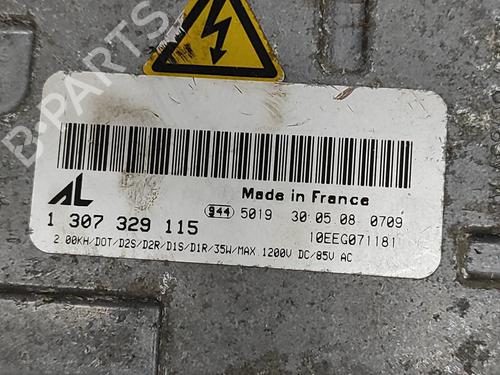 B-PARTS
AL
Made in France
1 307 329 115
944 5019 30 05 08 0709
10EEG071181
2.00KH/DOT/D2S/D2R/D1S/D1R/35W/MAX 1200V DC/85V AC